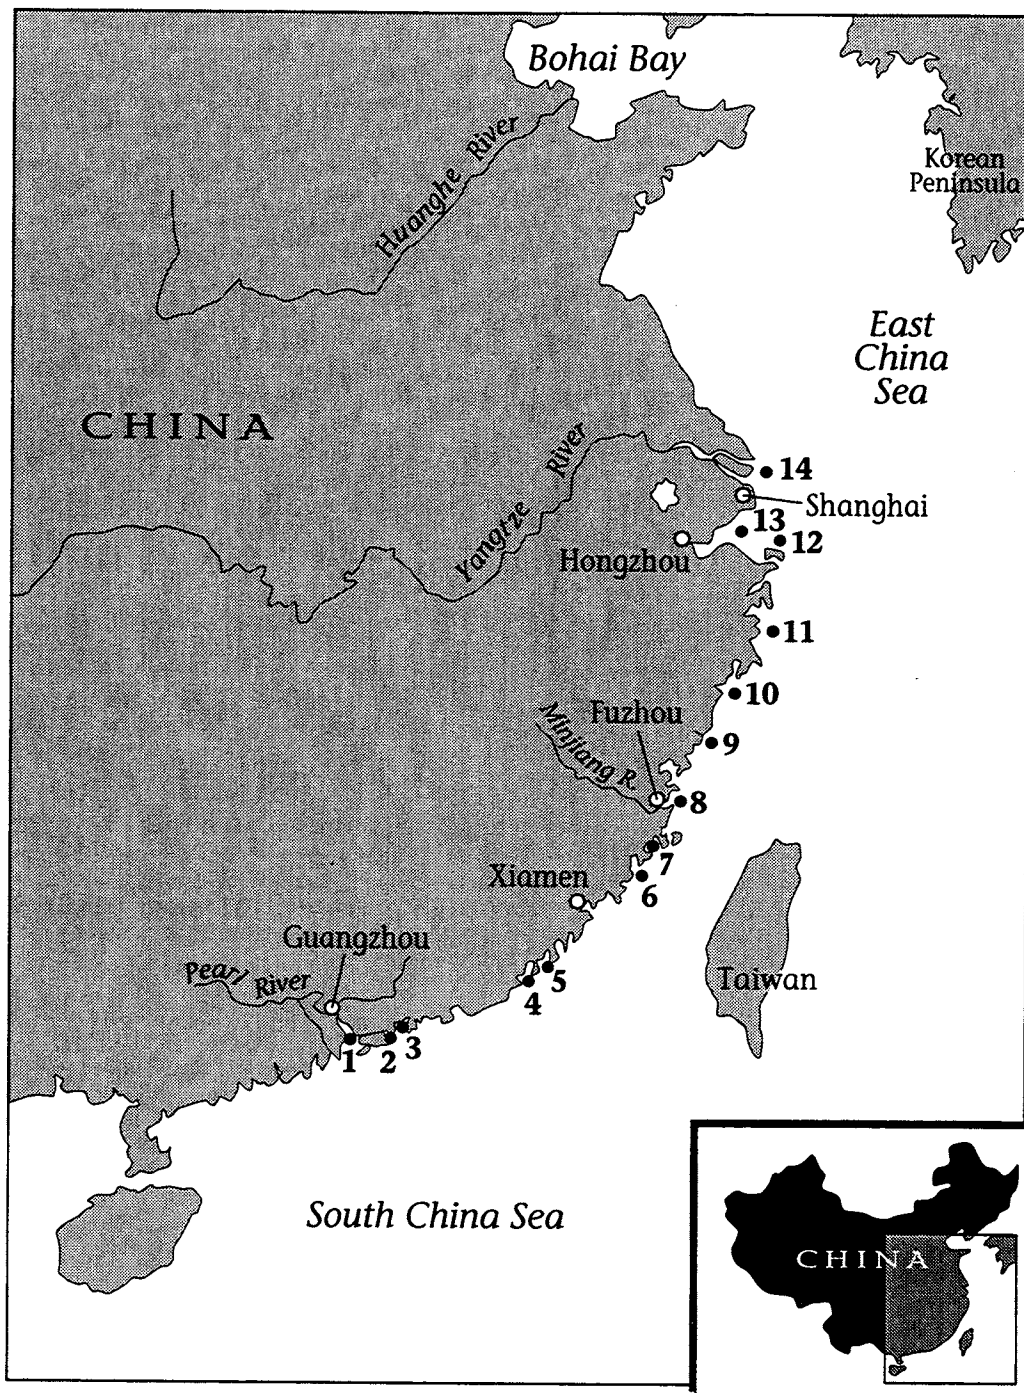 Bohai Bay
Huanghe River
Korean
Peninsula
East
China
Sea
CHINA
Yangtze River
14
Shanghai
13
12
Hongzhou
11
10
Fuzhou
Minjiang R.
9
8
7
Xiamen
6
Guangzhou
Pearl River
5
4
Taiwan
3
2
1
South China Sea
CHINA